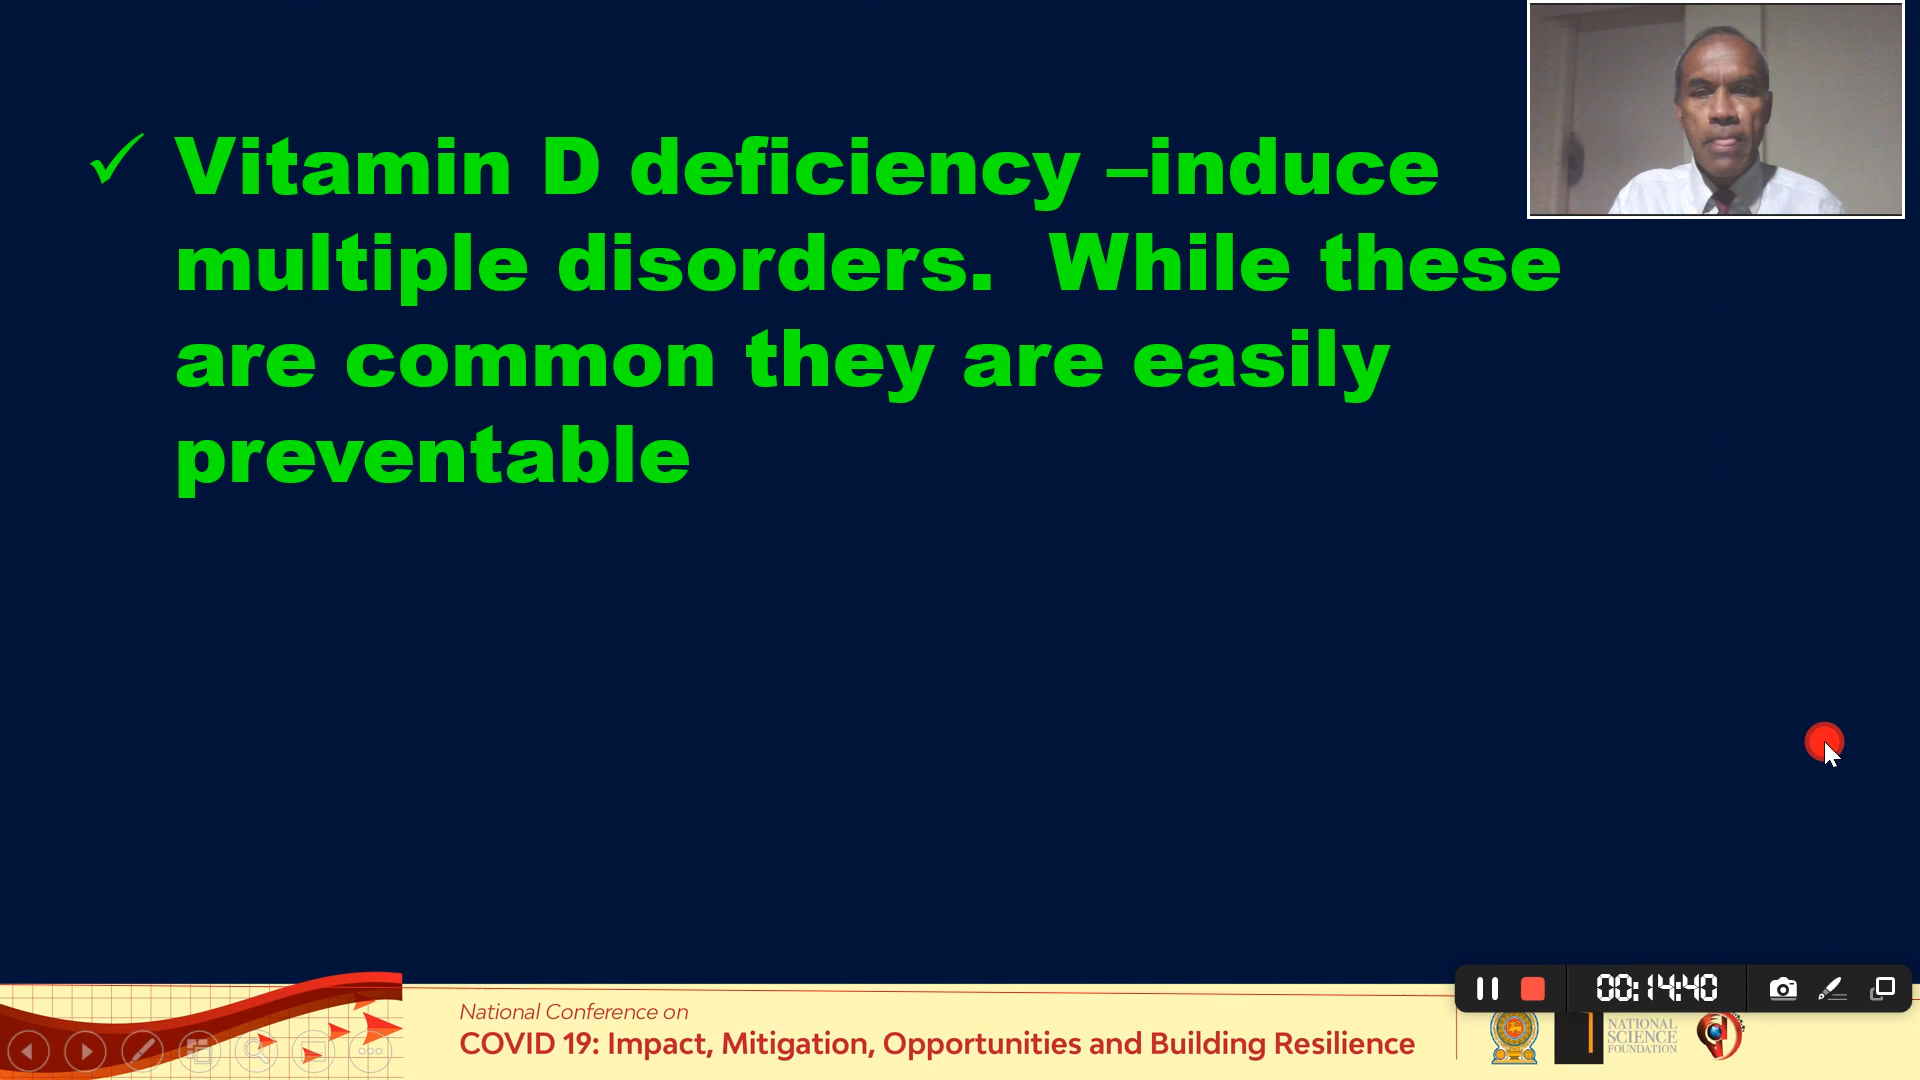 ✓ Vitamin D deficiency –induce
multiple disorders.  While these
are common they are easily
preventable
00:14:40
National Conference on
COVID 19: Impact, Mitigation, Opportunities and Building Resilience
NATIONAL
SCIENCE
FOUNDATION